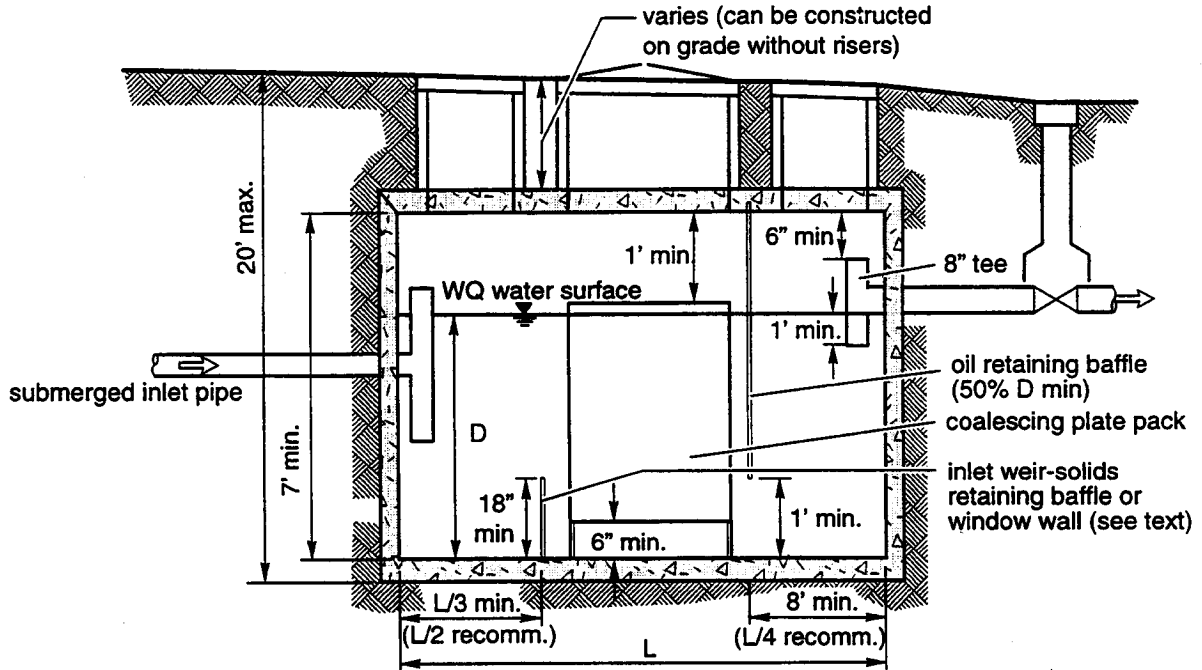 varies (can be constructed
on grade without risers)
20' max.
7' min.
1' min.
6" min.
8" tee
WQ water surface
1' min.
submerged inlet pipe
D
oil retaining baffle
(50% D min)
coalescing plate pack
inlet weir-solids
retaining baffle or
window wall (see text)
18"
min
6" min.
1' min.
L/3 min.
(L/2 recomm.)
8' min.
(L/4 recomm.)
L